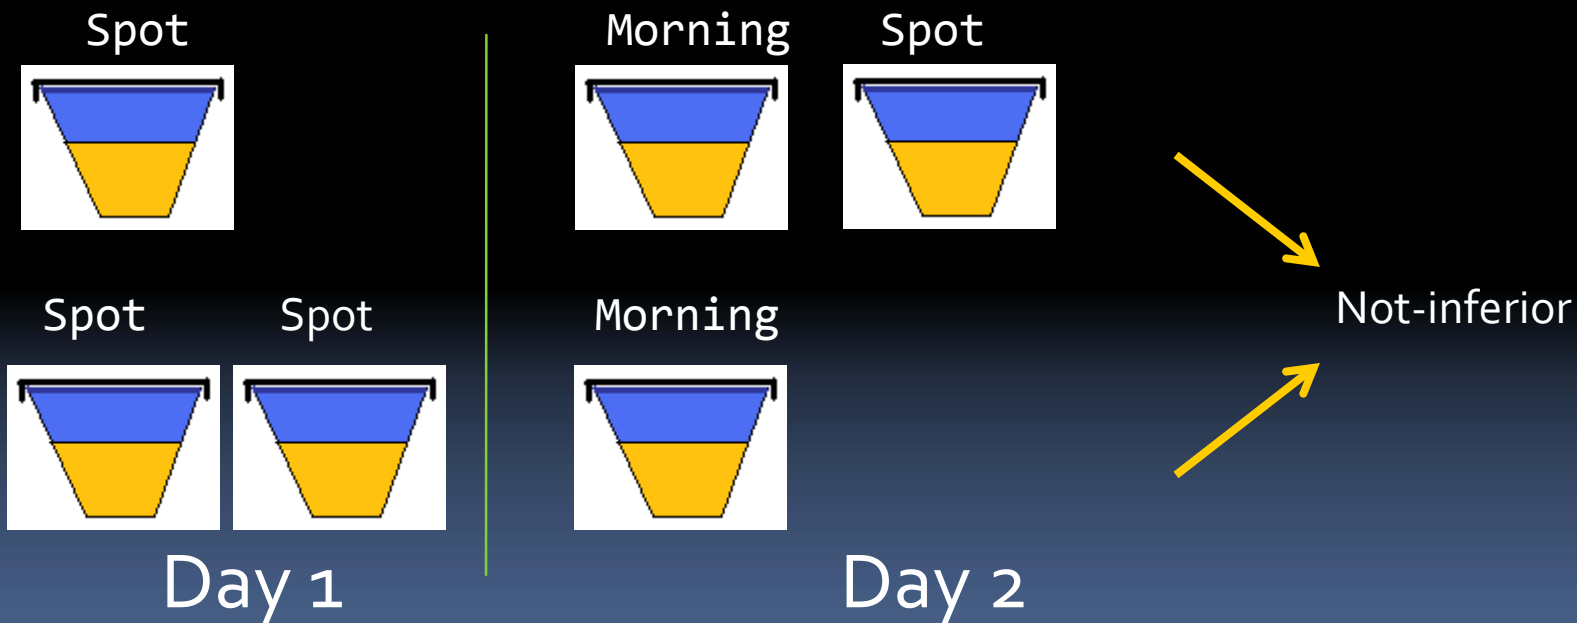 Spot
Morning Spot
Spot Spot
Morning
Not-inferior
Day 1
Day 2